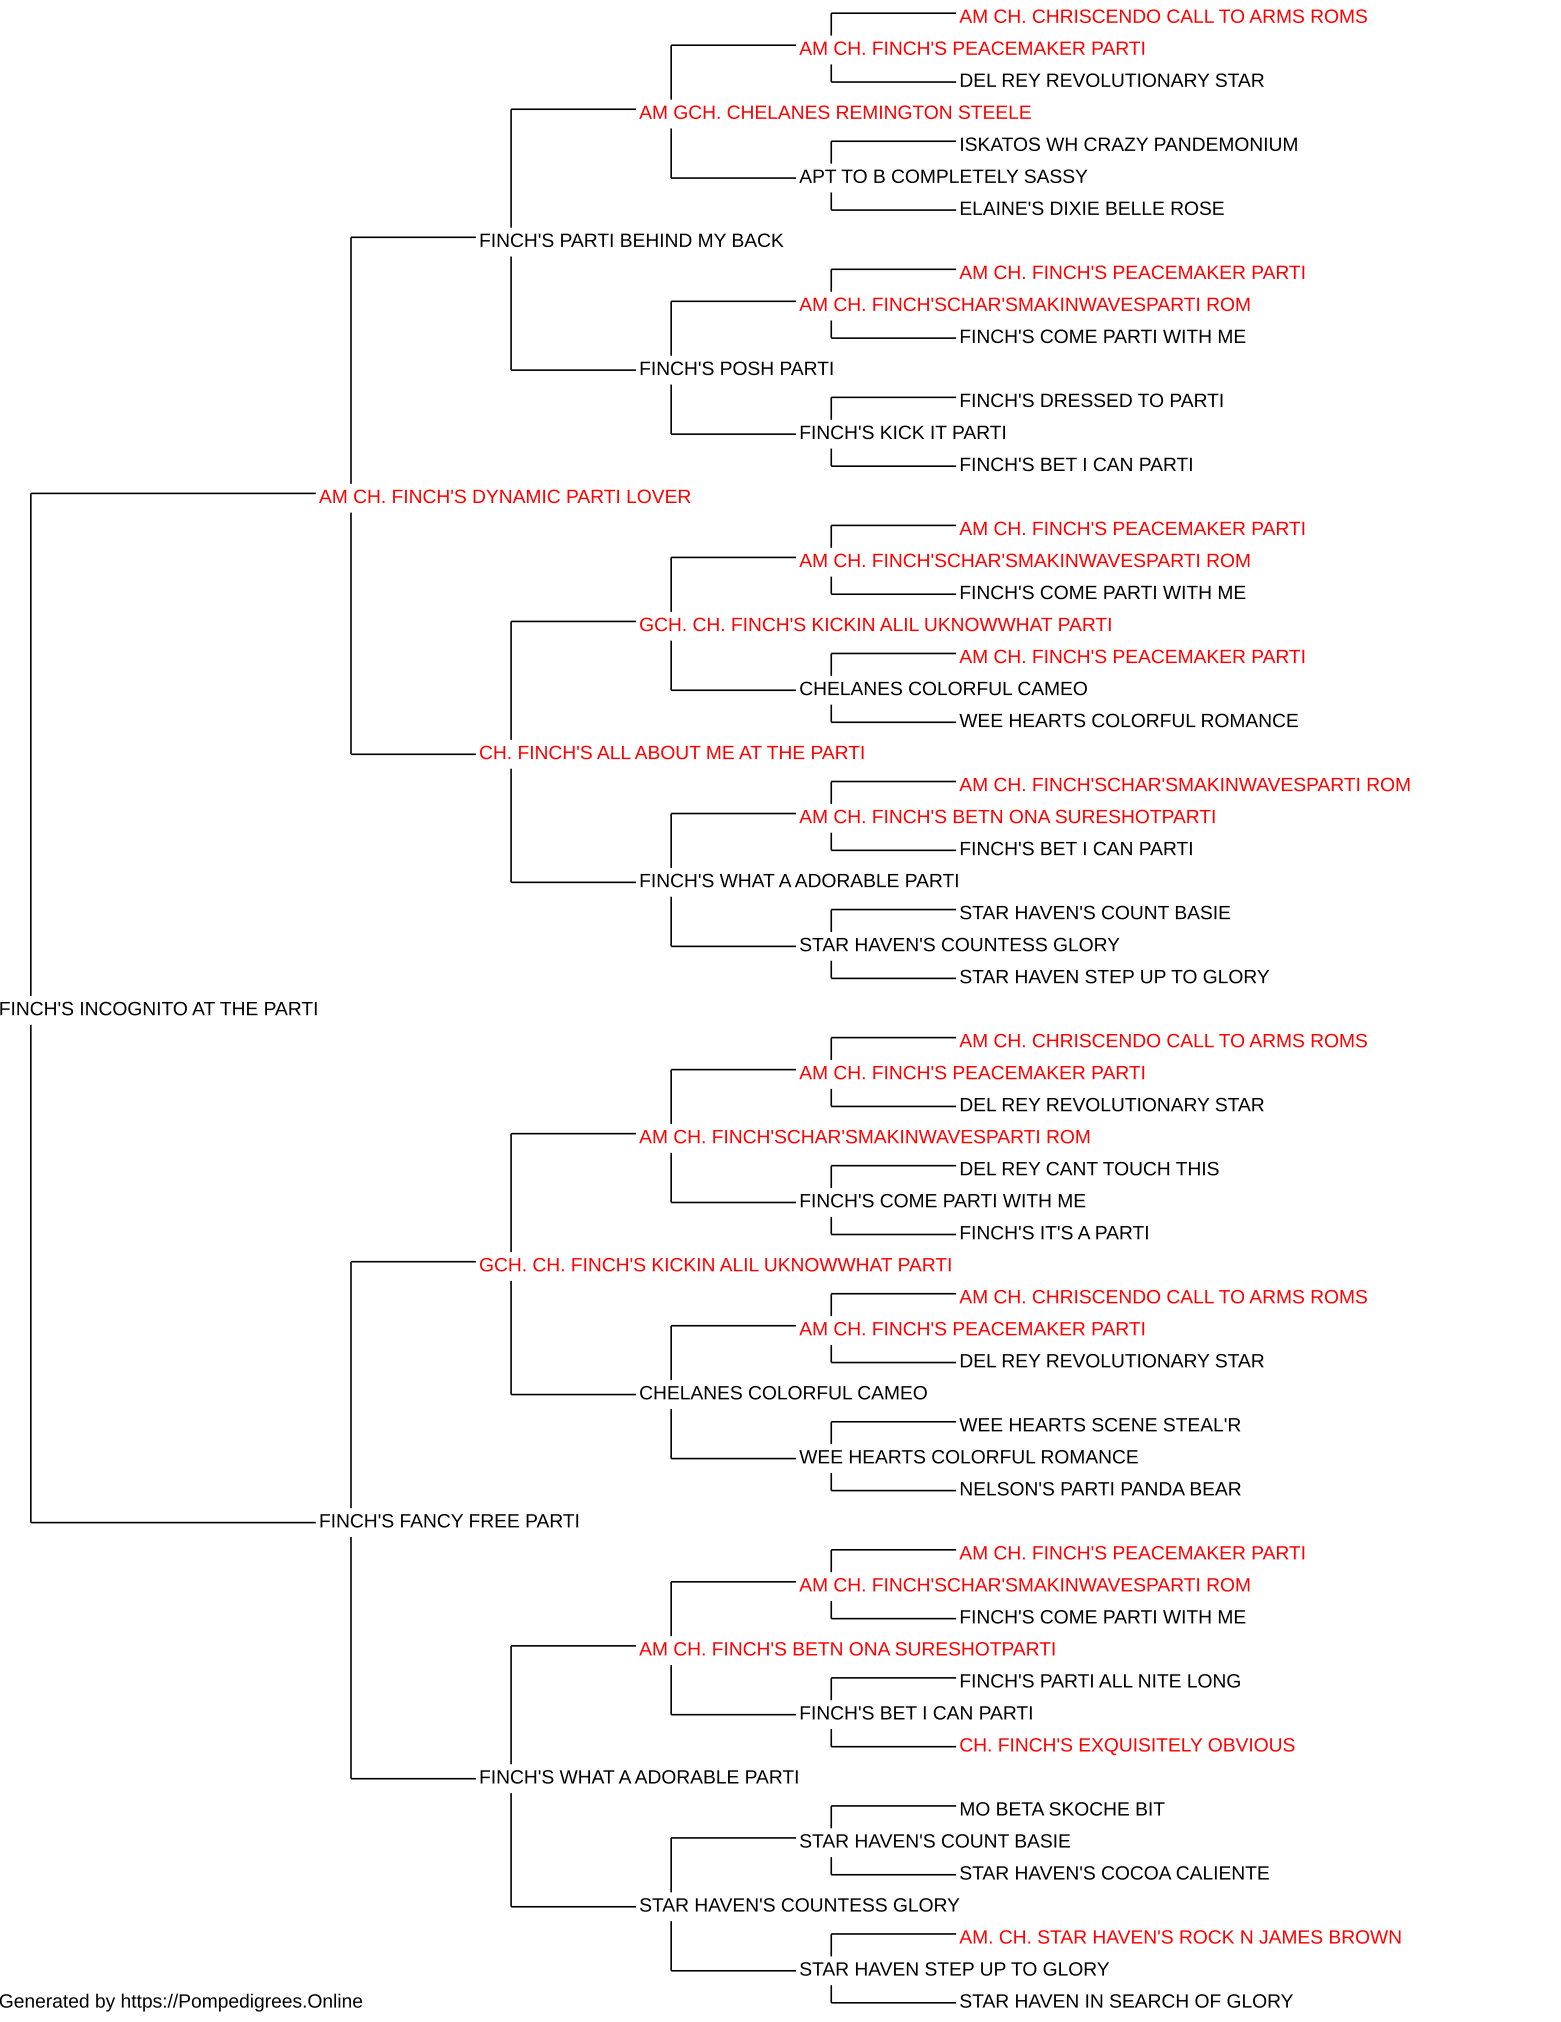 AM CH. CHRISCENDO CALL TO ARMS ROMS
AM CH. FINCH'S PEACEMAKER PARTI
DEL REY REVOLUTIONARY STAR
AM GCH. CHELANES REMINGTON STEELE
ISKATOS WH CRAZY PANDEMONIUM
APT TO B COMPLETELY SASSY
ELAINE'S DIXIE BELLE ROSE
FINCH'S PARTI BEHIND MY BACK
AM CH. FINCH'S PEACEMAKER PARTI
AM CH. FINCH'SCHAR'SMAKINWAVESPARTI ROM
FINCH'S COME PARTI WITH ME
FINCH'S POSH PARTI
FINCH'S DRESSED TO PARTI
FINCH'S KICK IT PARTI
FINCH'S BET I CAN PARTI
AM CH. FINCH'S DYNAMIC PARTI LOVER
AM CH. FINCH'S PEACEMAKER PARTI
AM CH. FINCH'SCHAR'SMAKINWAVESPARTI ROM
FINCH'S COME PARTI WITH ME
GCH. CH. FINCH'S KICKIN ALIL UKNOWWHAT PARTI
AM CH. FINCH'S PEACEMAKER PARTI
CHELANES COLORFUL CAMEO
WEE HEARTS COLORFUL ROMANCE
CH. FINCH'S ALL ABOUT ME AT THE PARTI
AM CH. FINCH'SCHAR'SMAKINWAVESPARTI ROM
AM CH. FINCH'S BETN ONA SURESHOTPARTI
FINCH'S BET I CAN PARTI
FINCH'S WHAT A ADORABLE PARTI
STAR HAVEN'S COUNT BASIE
STAR HAVEN'S COUNTESS GLORY
STAR HAVEN STEP UP TO GLORY
FINCH'S INCOGNITO AT THE PARTI
AM CH. CHRISCENDO CALL TO ARMS ROMS
AM CH. FINCH'S PEACEMAKER PARTI
DEL REY REVOLUTIONARY STAR
AM CH. FINCH'SCHAR'SMAKINWAVESPARTI ROM
DEL REY CANT TOUCH THIS
FINCH'S COME PARTI WITH ME
FINCH'S IT'S A PARTI
GCH. CH. FINCH'S KICKIN ALIL UKNOWWHAT PARTI
AM CH. CHRISCENDO CALL TO ARMS ROMS
AM CH. FINCH'S PEACEMAKER PARTI
DEL REY REVOLUTIONARY STAR
CHELANES COLORFUL CAMEO
WEE HEARTS SCENE STEAL'R
WEE HEARTS COLORFUL ROMANCE
NELSON'S PARTI PANDA BEAR
FINCH'S FANCY FREE PARTI
AM CH. FINCH'S PEACEMAKER PARTI
AM CH. FINCH'SCHAR'SMAKINWAVESPARTI ROM
FINCH'S COME PARTI WITH ME
AM CH. FINCH'S BETN ONA SURESHOTPARTI
FINCH'S PARTI ALL NITE LONG
FINCH'S BET I CAN PARTI
CH. FINCH'S EXQUISITELY OBVIOUS
FINCH'S WHAT A ADORABLE PARTI
MO BETA SKOCHE BIT
STAR HAVEN'S COUNT BASIE
STAR HAVEN'S COCOA CALIENTE
STAR HAVEN'S COUNTESS GLORY
AM. CH. STAR HAVEN'S ROCK N JAMES BROWN
STAR HAVEN STEP UP TO GLORY
STAR HAVEN IN SEARCH OF GLORY
Generated by https://Pompedigrees.Online